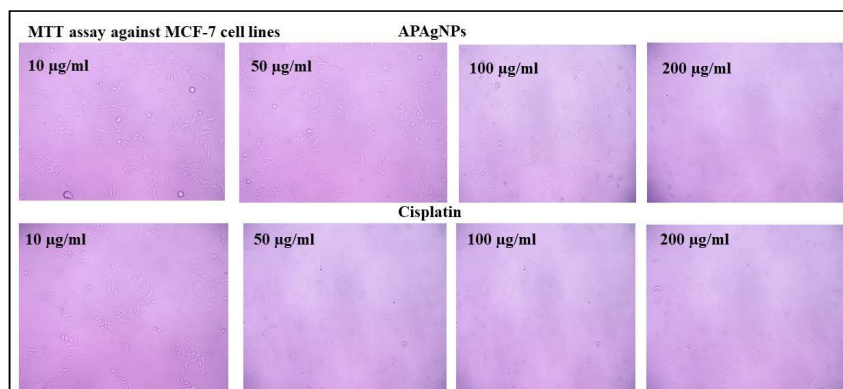 MTT assay against MCF-7 cell lines APAgNPs
10 µg/ml 50 µg/ml 100 µg/ml 200 µg/ml
Cisplatin
10 µg/ml 50 µg/ml 100 µg/ml 200 µg/ml